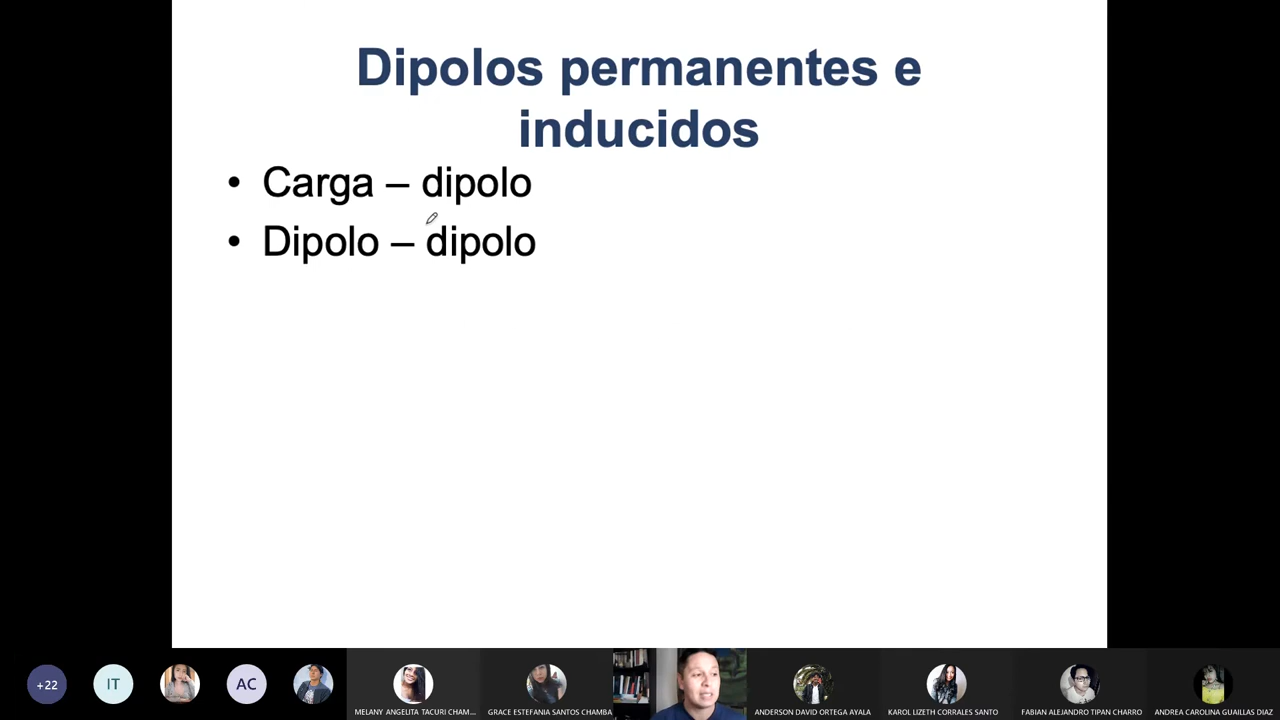 Dipolos permanentes e
inducidos
• Carga – dipolo
• Dipolo – dipolo
+22
IT
AC
MELANY ANGELITA TACURI CHAM...
GRACE ESTEFANIA SANTOS CHAMBA
ANDERSON DAVID ORTEGA AYALA
KAROL LIZETH CORRALES SANTO
FABIAN ALEJANDRO TIPAN CHARRO
ANDREA CAROLINA GUAILLAS DIAZ